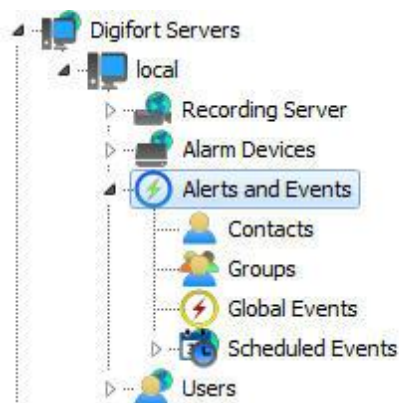 Digifort Servers
local
Recording Server
Alarm Devices
Alerts and Events
Contacts
Groups
Global Events
Scheduled Events
Users